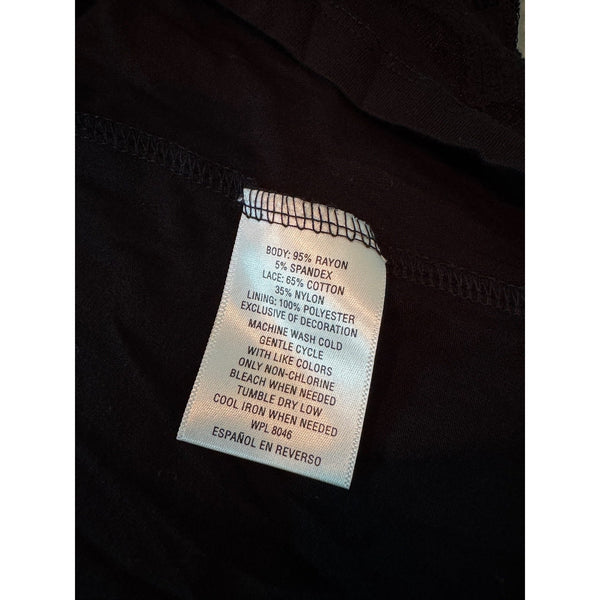 BODY: 95% RAYON
5% SPANDEX
LACE: 65% COTTON
35% NYLON
LINING: 100% POLYESTER
EXCLUSIVE OF DECORATION
MACHINE WASH COLD
GENTLE CYCLE
WITH LIKE COLORS
ONLY NON-CHLORINE
BLEACH WHEN NEEDED
TUMBLE DRY LOW
COOL IRON WHEN NEEDED
WPL 8046
ESPAÑOL EN REVERSO